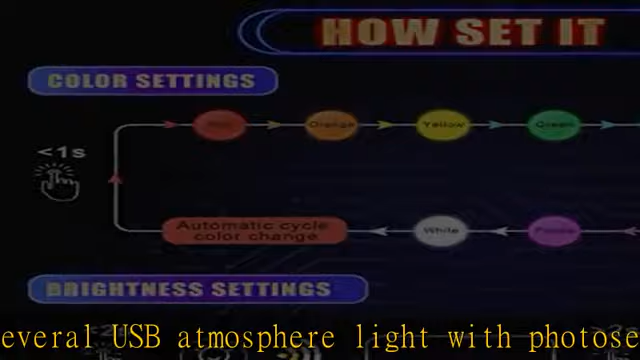 HOW SET IT
COLOR SETTINGS
Red Orange Yellow Green
<1s
Automatic cycle
color change
White Purple
BRIGHTNESS SETTINGS
everal USB atmosphere light with photose